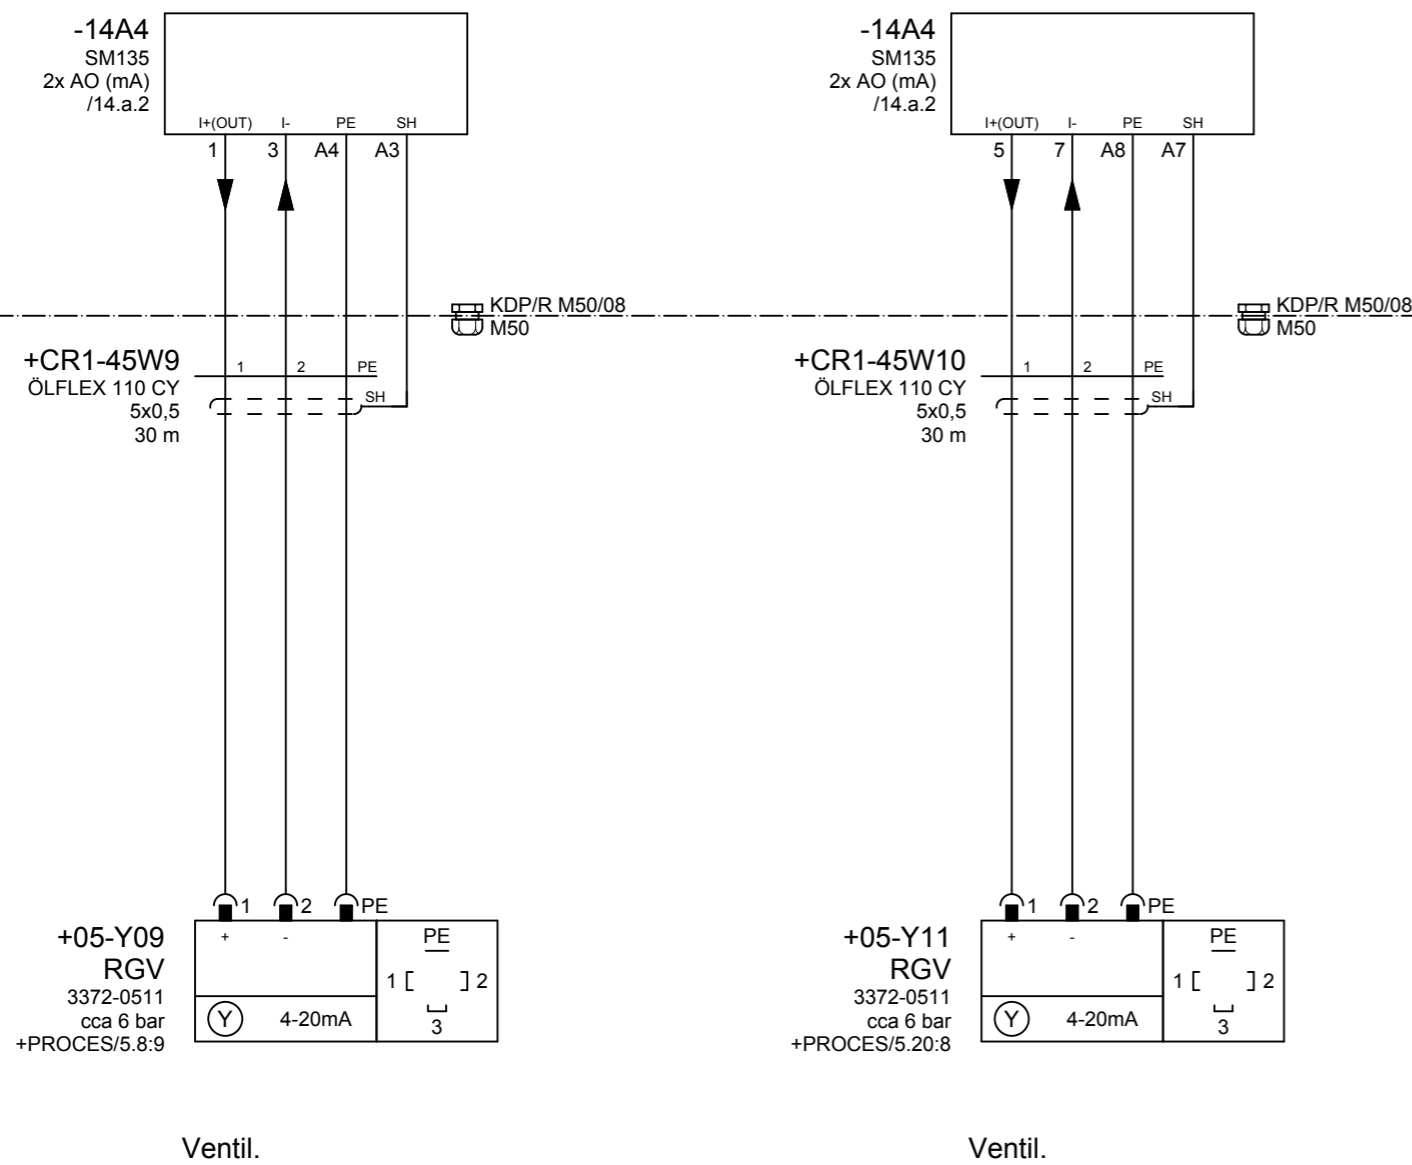 -14A4
SM135
2x AO (mA)
/14.a.2
I+(OUT) I- PE SH
1 3 A4 A3
KDP/R M50/08
M50
+CR1-45W9
ÖLFLEX 110 CY
5x0,5
30 m
1 2 PE
SH
1 2 PE
+05-Y09
RGV
3372-0511
cca 6 bar
+PROCES/5.8:9
+ -
Y 4-20mA
PE
1 2
3
Ventil.
-14A4
SM135
2x AO (mA)
/14.a.2
I+(OUT) I- PE SH
5 7 A8 A7
KDP/R M50/08
M50
+CR1-45W10
ÖLFLEX 110 CY
5x0,5
30 m
1 2 PE
SH
1 2 PE
+05-Y11
RGV
3372-0511
cca 6 bar
+PROCES/5.20:8
+ -
Y 4-20mA
PE
1 2
3
Ventil.